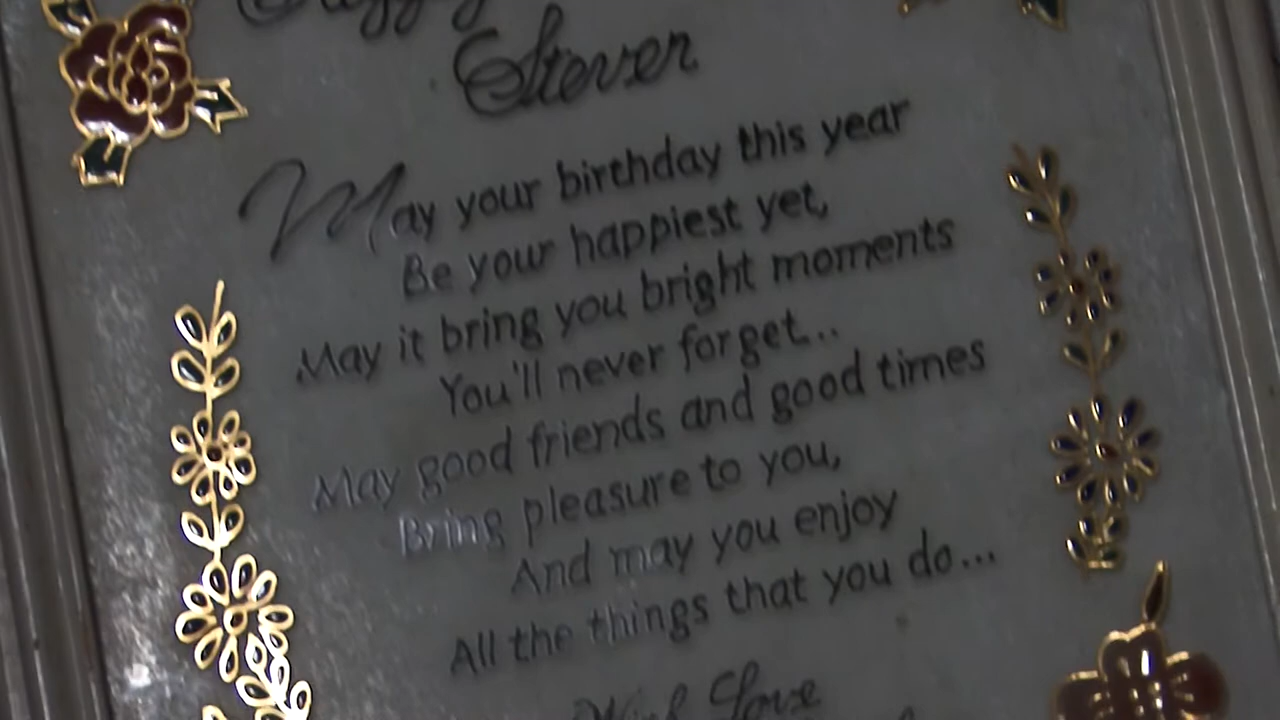 Steven
May your birthday this year
Be your happiest yet,
May it bring you bright moments
You'll never forget...
May good friends and good times
Bring pleasure to you,
And may you enjoy
All the things that you do...
With Love